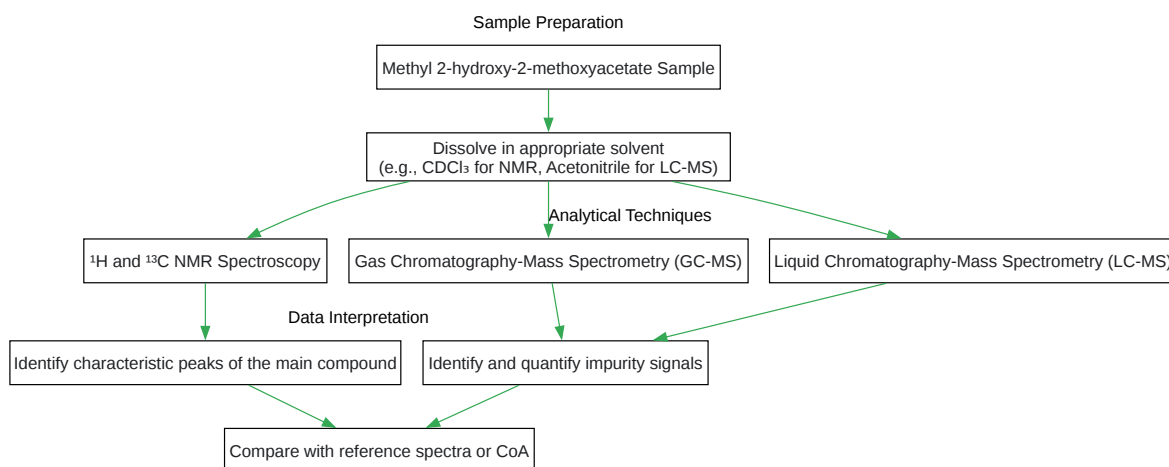 Sample Preparation
Methyl 2-hydroxy-2-methoxyacetate Sample
Dissolve in appropriate solvent
(e.g., CDCl₃ for NMR, Acetonitrile for LC-MS)
Analytical Techniques
¹H and ¹³C NMR Spectroscopy
Gas Chromatography-Mass Spectrometry (GC-MS)
Liquid Chromatography-Mass Spectrometry (LC-MS)
Data Interpretation
Identify characteristic peaks of the main compound
Identify and quantify impurity signals
Compare with reference spectra or CoA